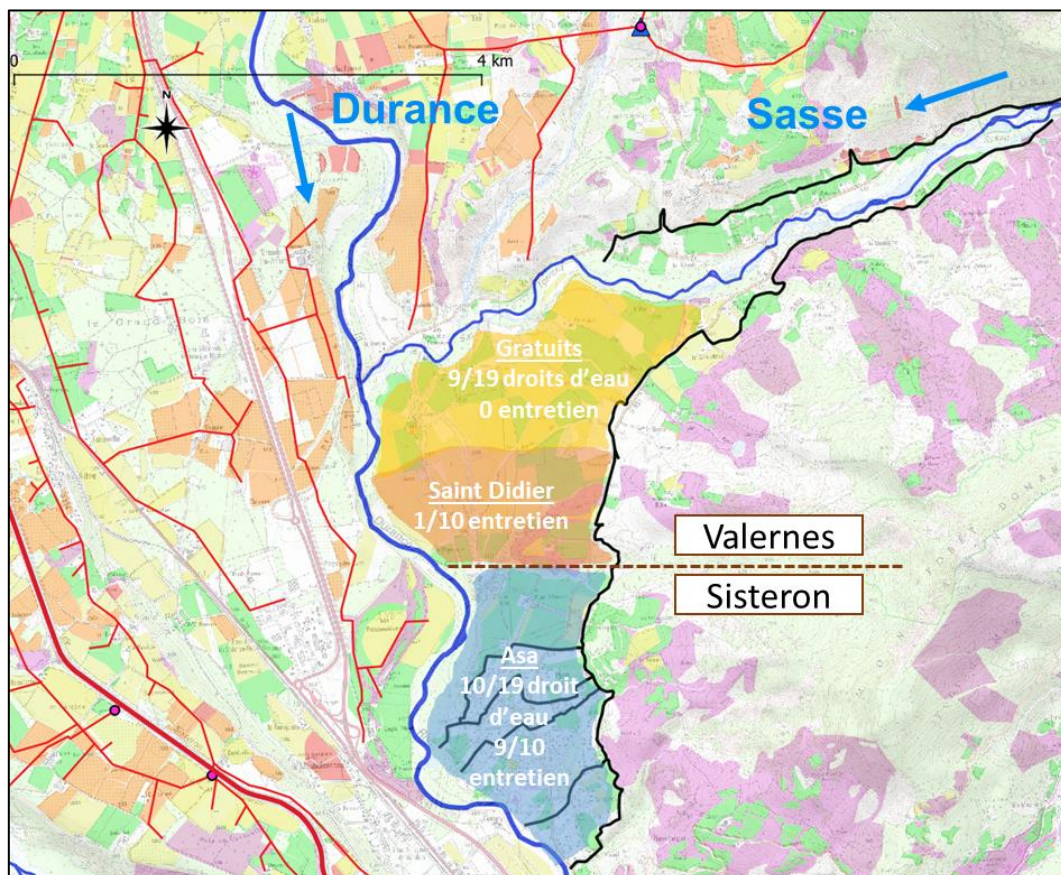 0
4 km
N
Durance
Sasse
Gratuits
9/19 droits d'eau
0 entretien
Saint Didier
1/10 entretien
Valernes
Sisteron
Asa
10/19 droit
d'eau
9/10
entretien